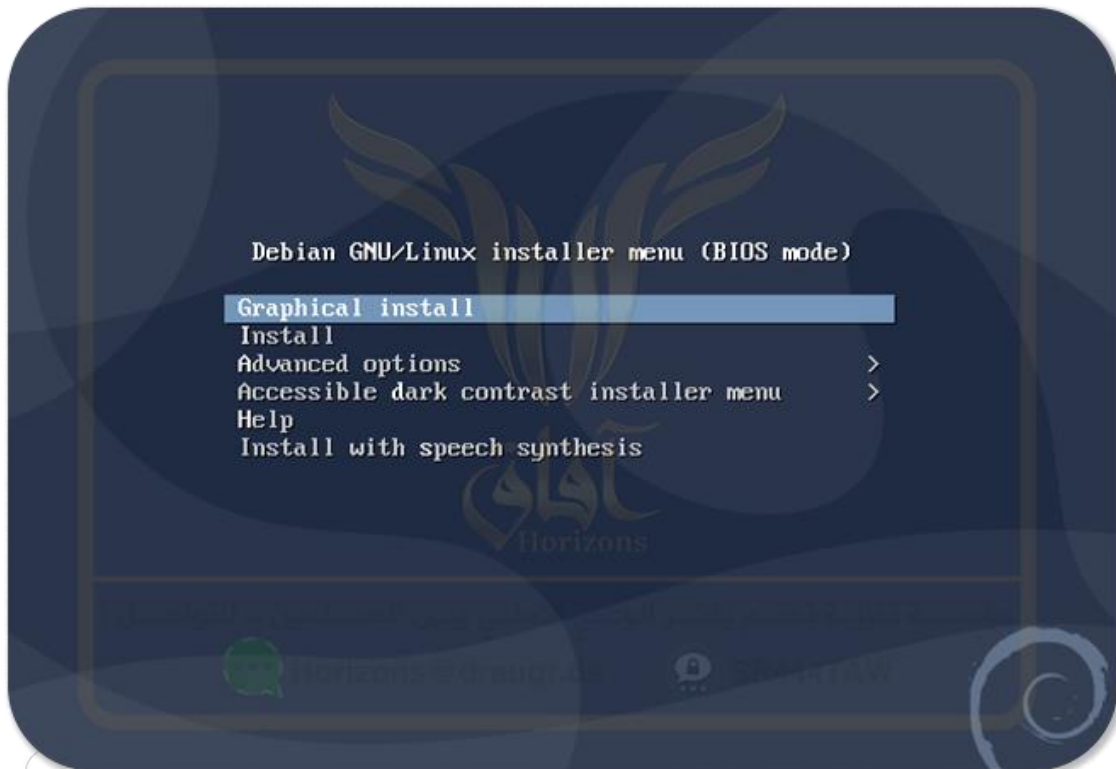 Debian GNU/Linux installer menu (BIOS mode)
Graphical install
Install
Advanced options >
Accessible dark contrast installer menu >
Help
Install with speech synthesis
آفاق
Horizons